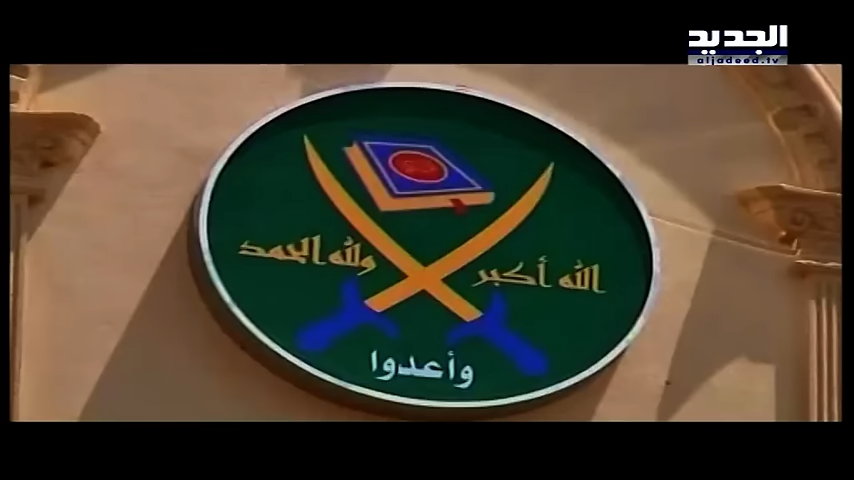 الجديد
aljadeed.tv
الله أكبر ولله الحمد
وأعدوا